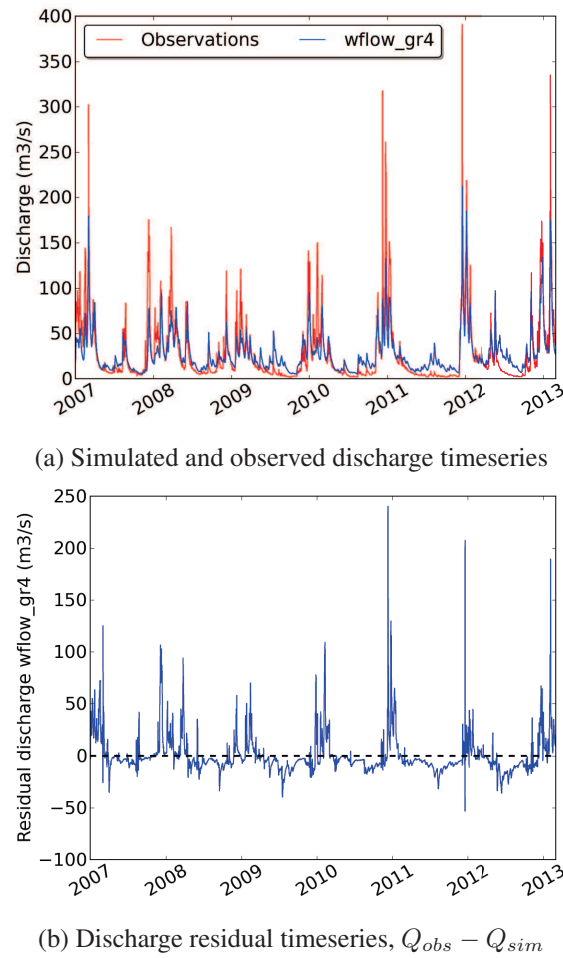 400
350
300
250
200
150
100
50
0
Discharge (m3/s)
Observations wflow_gr4
2007 2008 2009 2010 2011 2012 2013
(a) Simulated and observed discharge timeseries
250
200
150
100
50
0
−50
−100
Residual discharge wflow_gr4 (m3/s)
2007 2008 2009 2010 2011 2012 2013
(b) Discharge residual timeseries, Q_{obs} − Q_{sim}